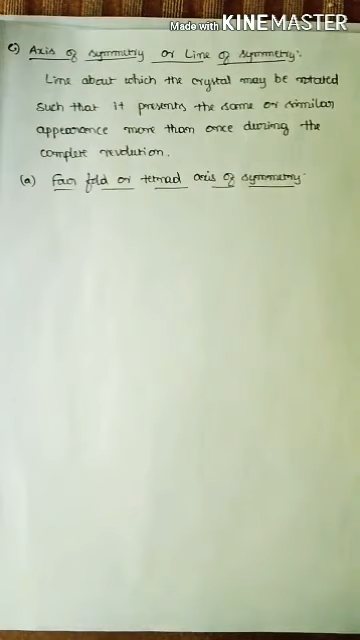 Made with KINEMASTER
c) Axis of symmetry or Line of symmetry:
Line about which the crystal may be rotated
such that it presents the same or similar
appearance more than once during the
complete revolution.
(a) Four fold or tetrad axis of symmetry: